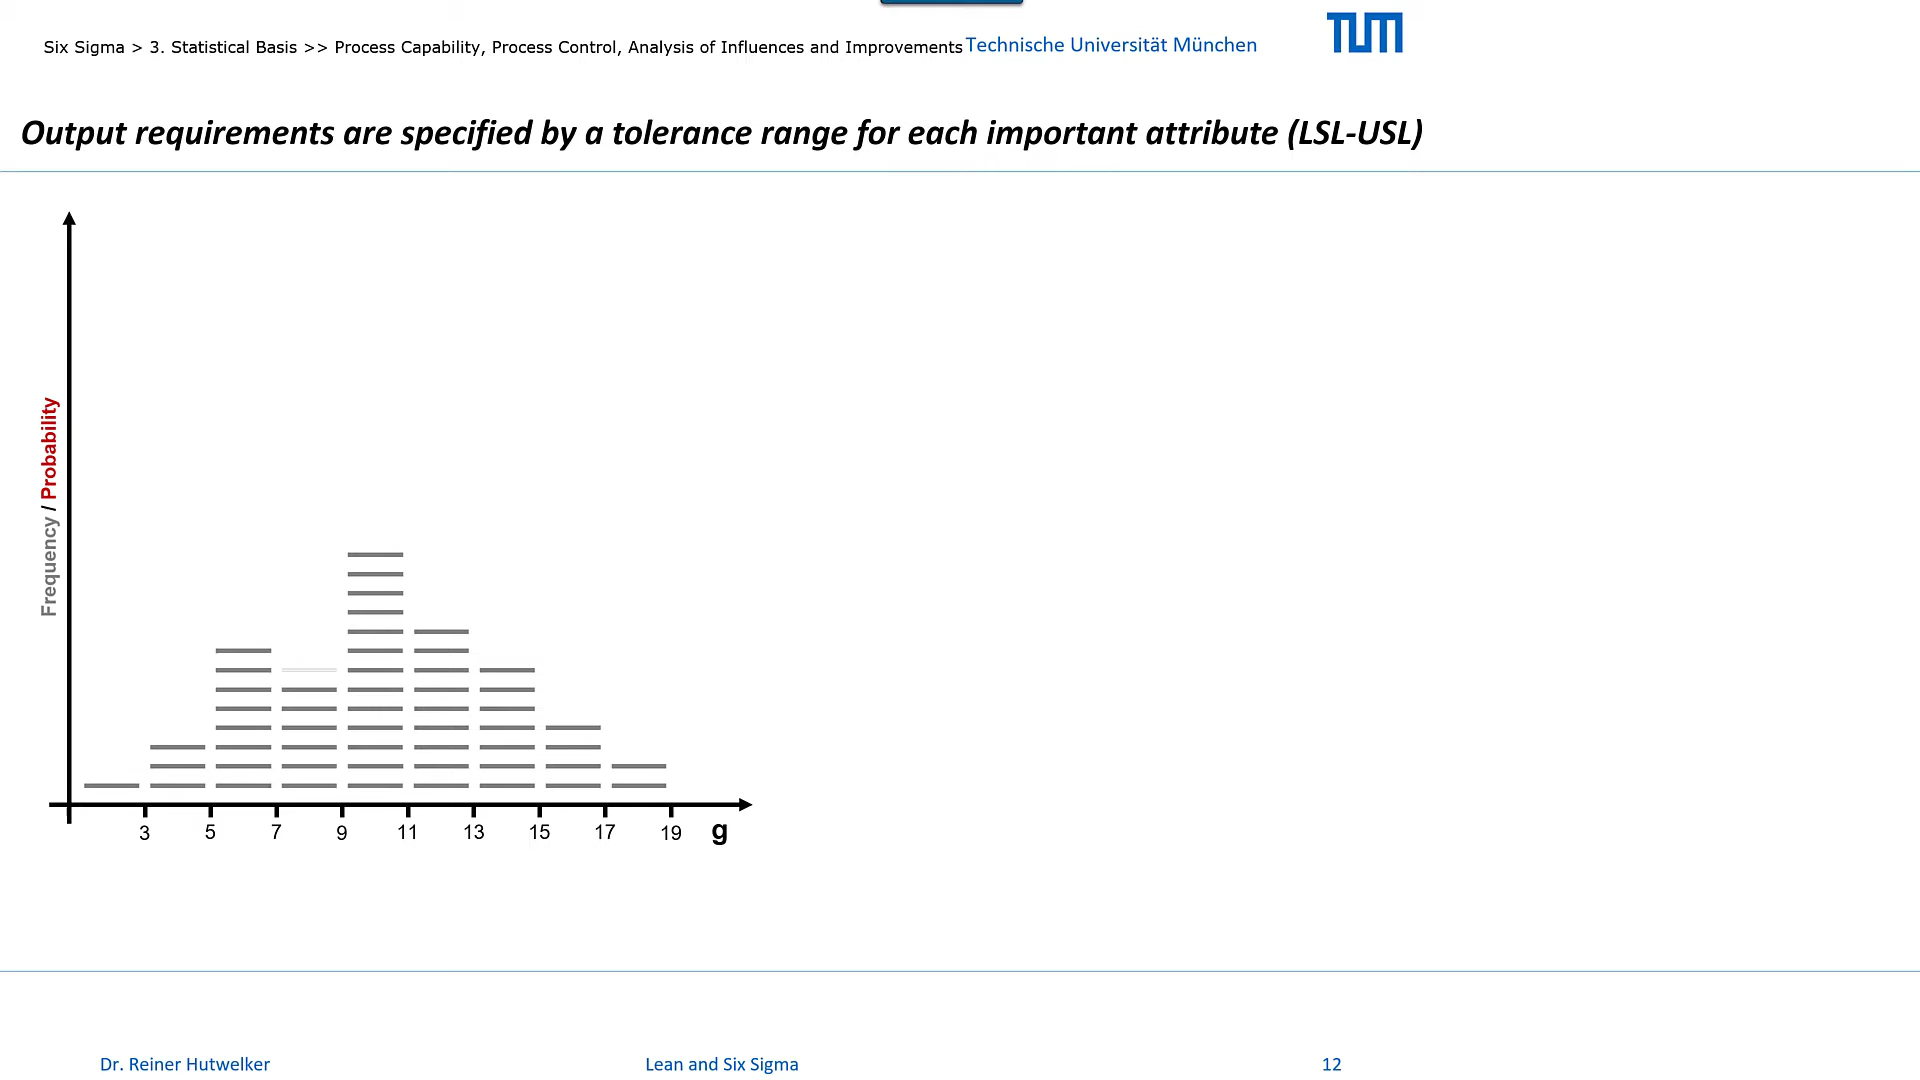 Six Sigma > 3. Statistical Basis >> Process Capability, Process Control, Analysis of Influences and Improvements
Technische Universität München
TUM
Output requirements are specified by a tolerance range for each important attribute (LSL-USL)
Frequency / Probability
3 5 7 9 11 13 15 17 19 g
Dr. Reiner Hutwelker
Lean and Six Sigma
12